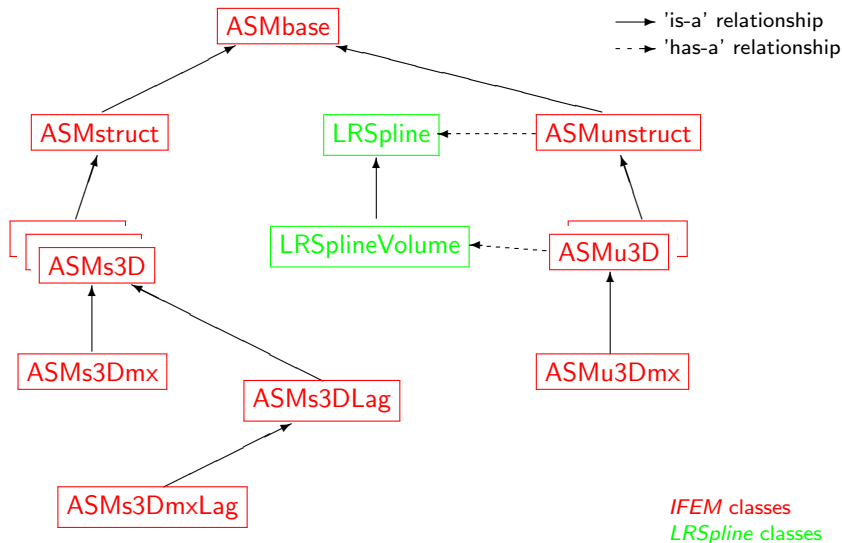 ASMbase
'is-a' relationship
'has-a' relationship
ASMstruct
LRSpline
ASMunstruct
LRSplineVolume
ASMu3D
ASMs3D
ASMs3Dmx
ASMu3Dmx
ASMs3DLag
ASMs3DmxLag
IFEM classes
LRSpline classes